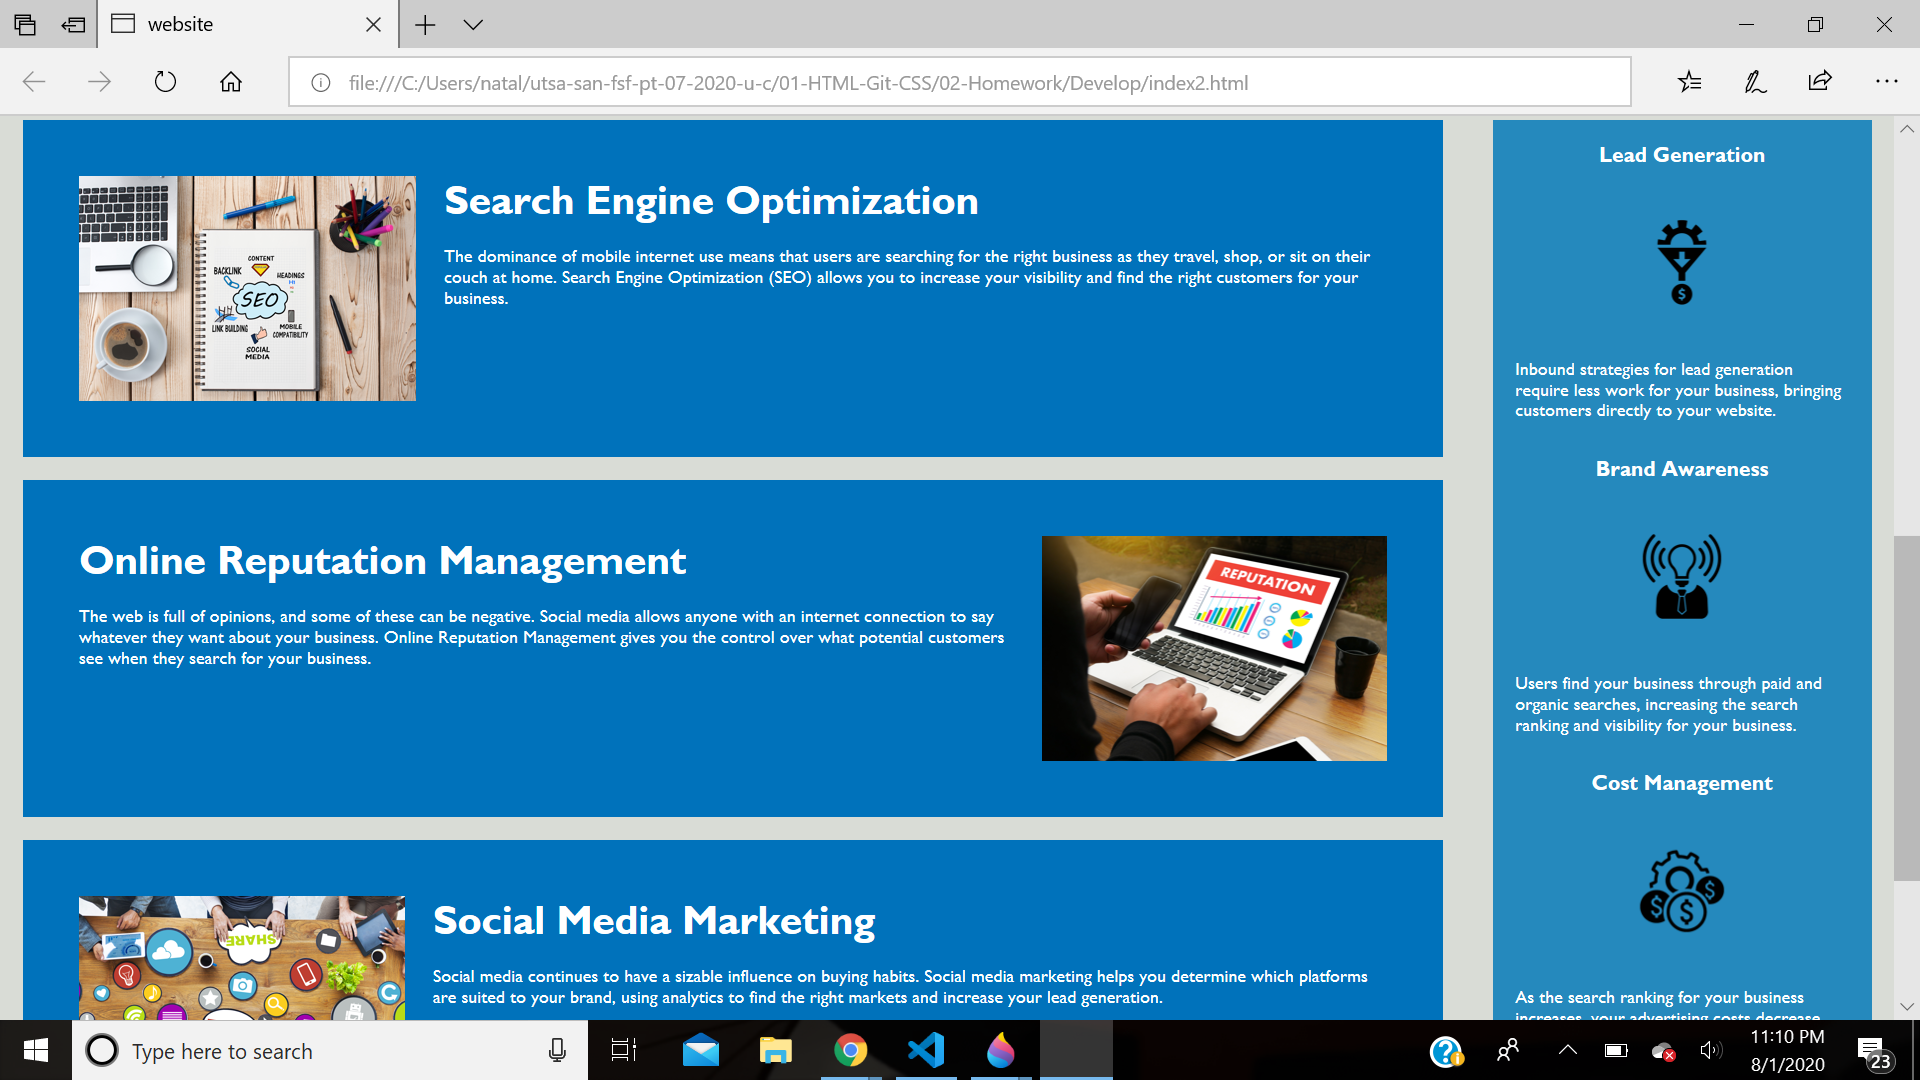 website
file:///C:/Users/natal/utsa-san-fsf-pt-07-2020-u-c/01-HTML-Git-CSS/02-Homework/Develop/index2.html
Search Engine Optimization
The dominance of mobile internet use means that users are searching for the right business as they travel, shop, or sit on their
couch at home. Search Engine Optimization (SEO) allows you to increase your visibility and find the right customers for your
business.
CONTENT
BACKLINK
HEADINGS
H1
SEO
LINK BUILDING
MOBILE
COMPATIBILITY
SOCIAL
MEDIA
Online Reputation Management
The web is full of opinions, and some of these can be negative. Social media allows anyone with an internet connection to say
whatever they want about your business. Online Reputation Management gives you the control over what potential customers
see when they search for your business.
REPUTATION
Social Media Marketing
Social media continues to have a sizable influence on buying habits. Social media marketing helps you determine which platforms
are suited to your brand, using analytics to find the right markets and increase your lead generation.
SHARE
Lead Generation
$
Inbound strategies for lead generation
require less work for your business, bringing
customers directly to your website.
Brand Awareness
Users find your business through paid and
organic searches, increasing the search
ranking and visibility for your business.
Cost Management
$ $ $
As the search ranking for your business
increases, your advertising costs decrease,
Type here to search
11:10 PM
8/1/2020
23